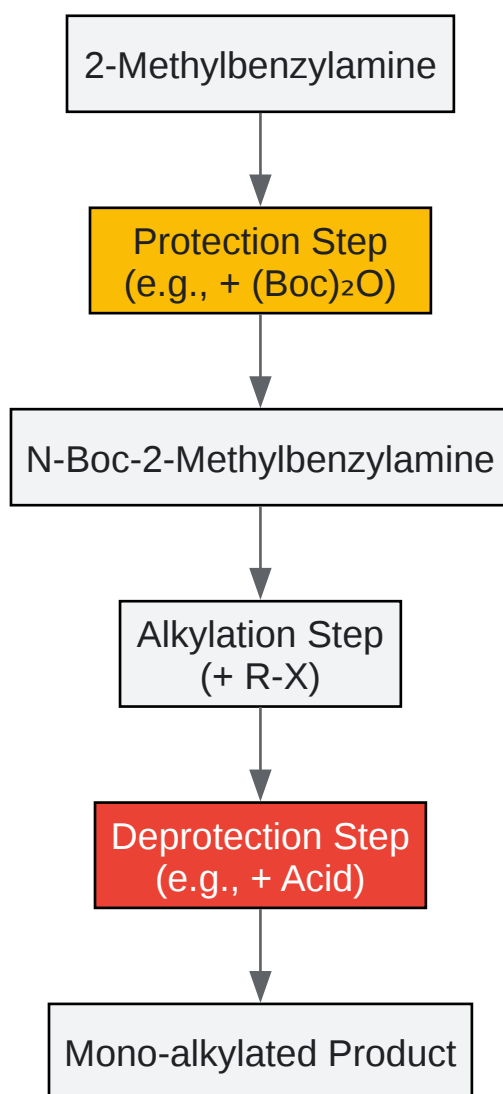 2-Methylbenzylamine
Protection Step
(e.g., + (Boc)₂O)
N-Boc-2-Methylbenzylamine
Alkylation Step
(+ R-X)
Deprotection Step
(e.g., + Acid)
Mono-alkylated Product